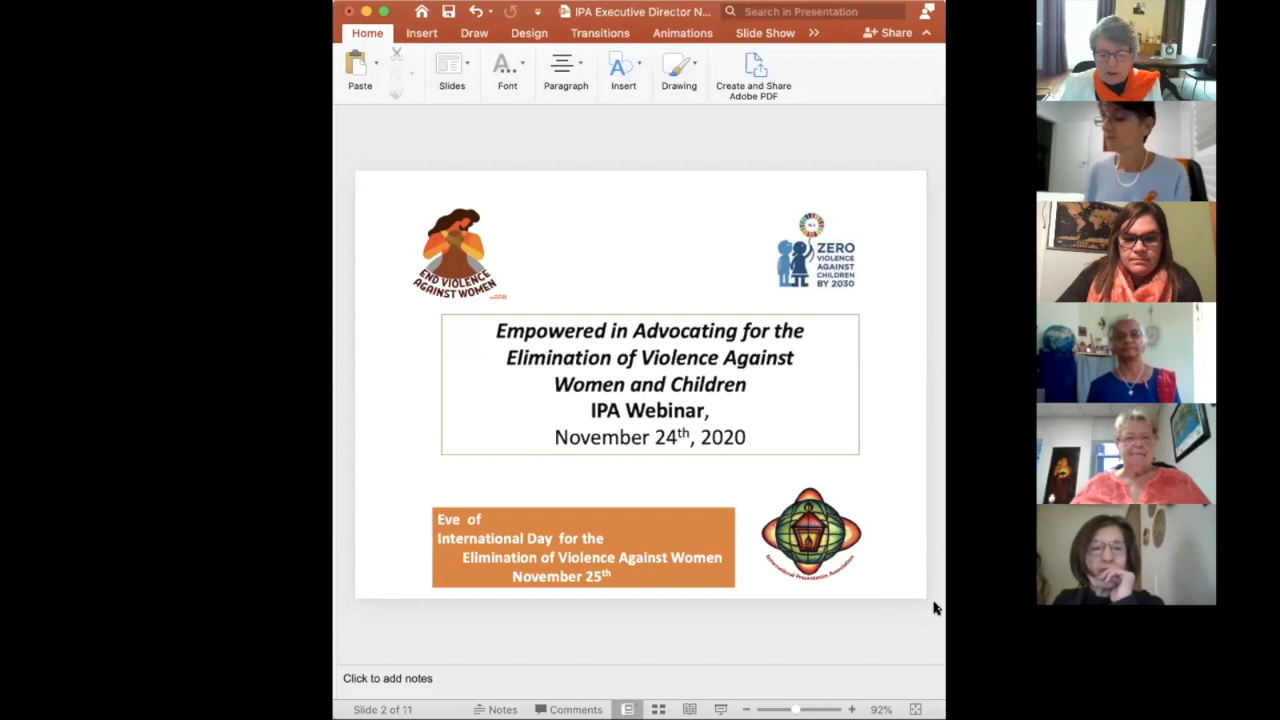 IPA Executive Director N...
Search in Presentation
Home
Insert
Draw
Design
Transitions
Animations
Slide Show
Share
Paste
Slides
Font
Paragraph
Insert
Drawing
Create and Share
Adobe PDF
END VIOLENCE
AGAINST WOMEN
ZERO
VIOLENCE
AGAINST
CHILDREN
BY 2030
Empowered in Advocating for the
Elimination of Violence Against
Women and Children
IPA Webinar,
November 24th, 2020
Eve of
International Day for the
Elimination of Violence Against Women
November 25th
International Presentation Association
Click to add notes
Slide 2 of 11
Notes
Comments
92%